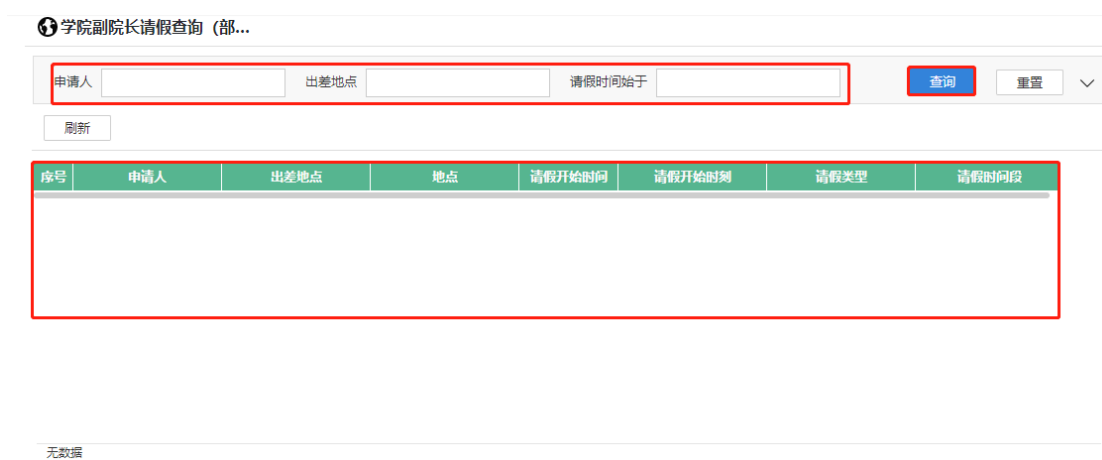 学院副院长请假查询（部...
申请人 出差地点 请假时间始于 查询 重置
刷新
序号 申请人 出差地点 地点 请假开始时间 请假开始时刻 请假类型 请假时间段
无数据